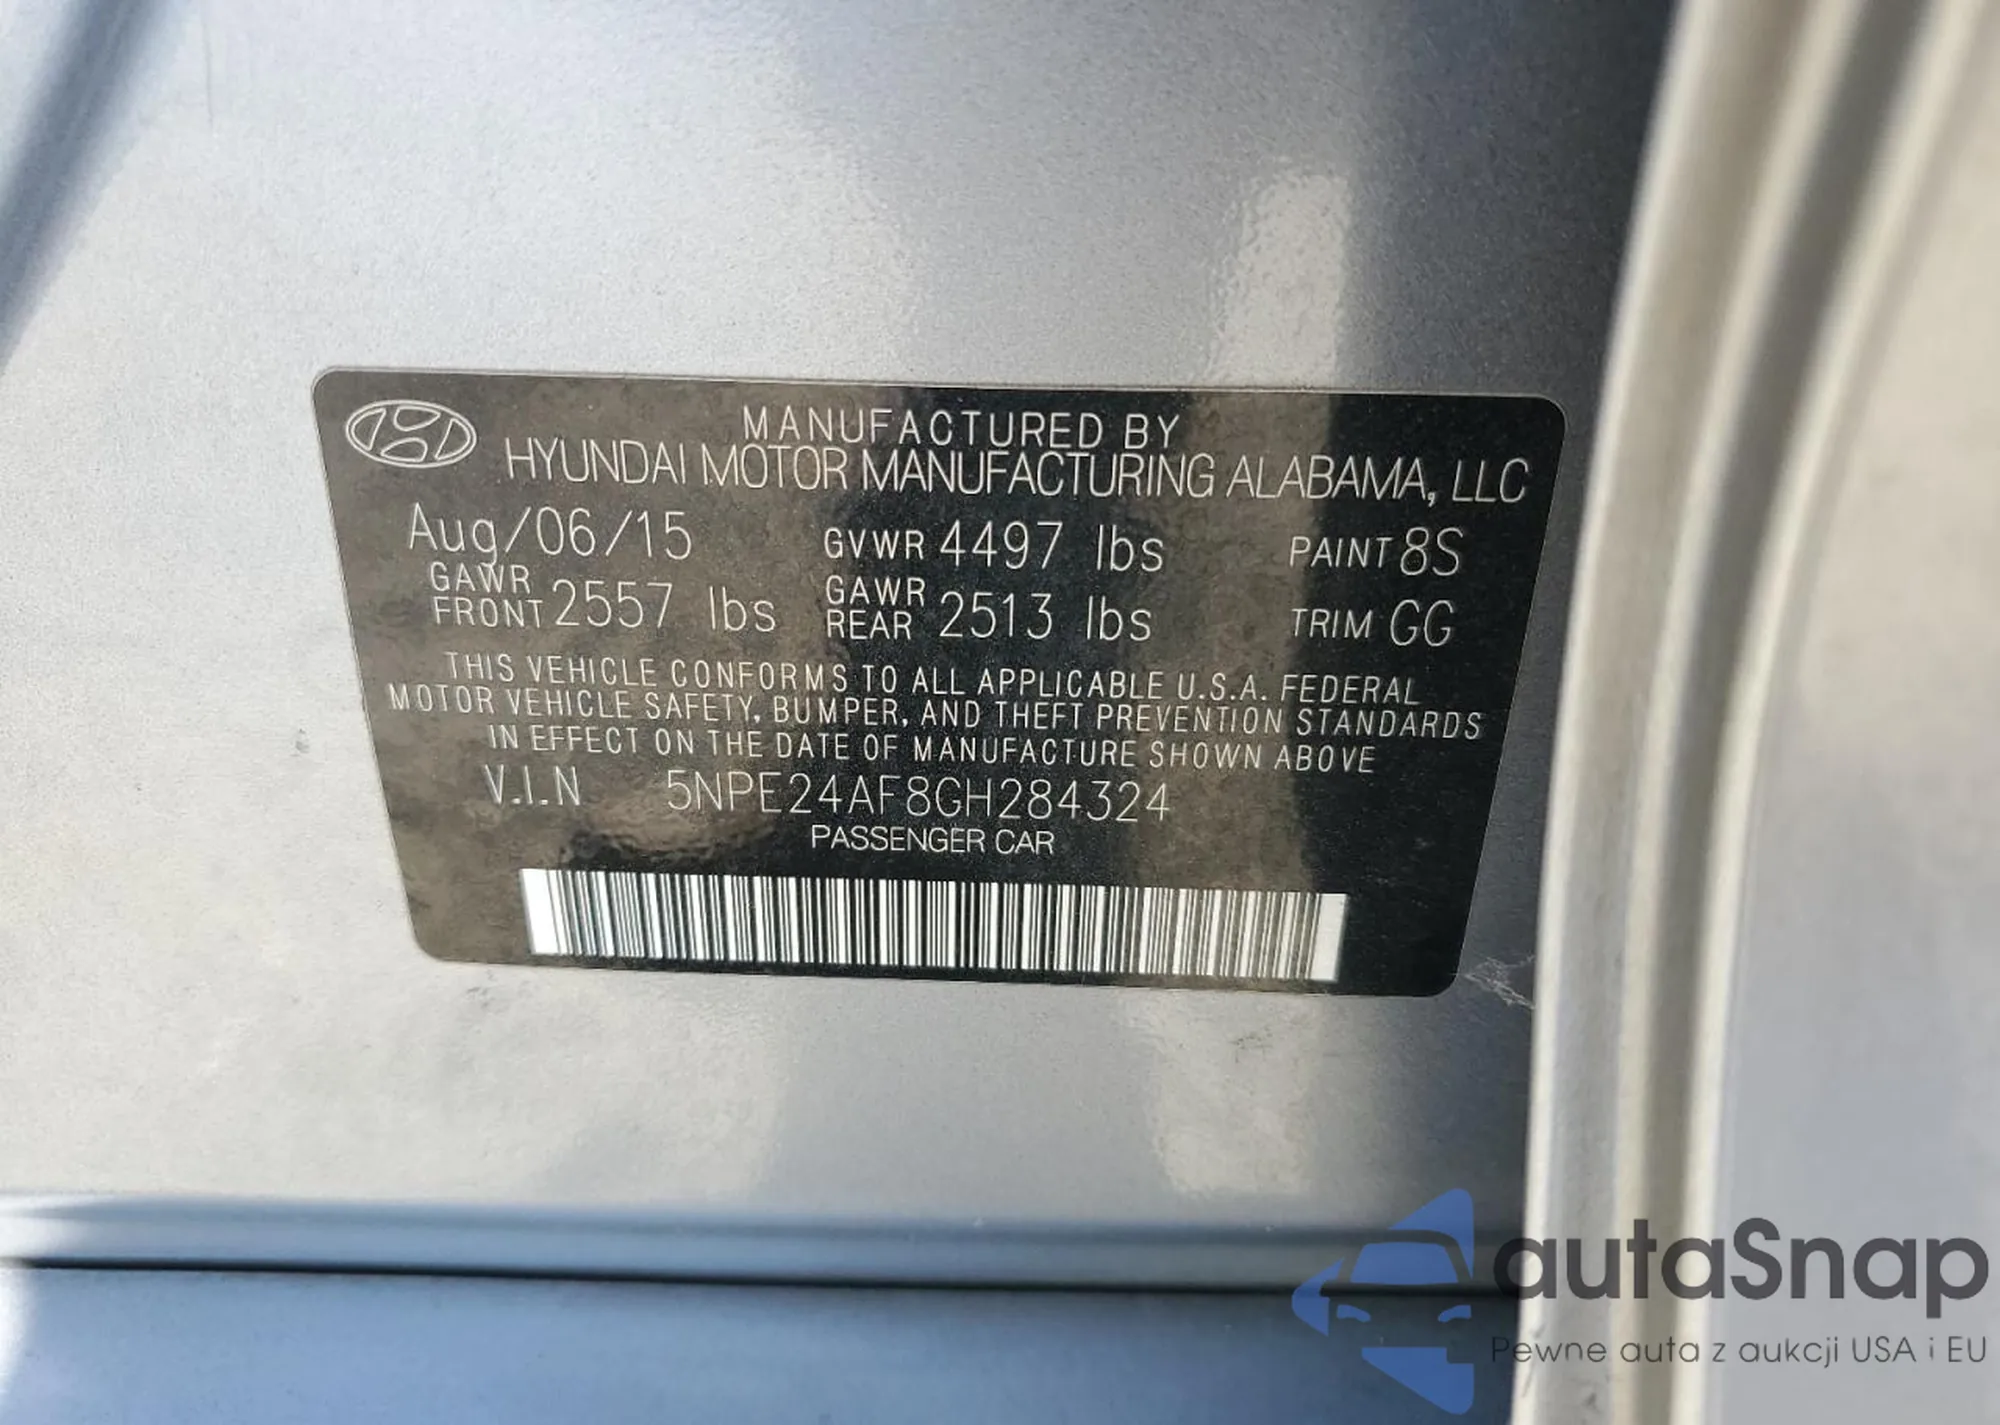 MANUFACTURED BY
HYUNDAI MOTOR MANUFACTURING ALABAMA, LLC
Aug/06/15 GVWR 4497 lbs PAINT 8S
GAWR FRONT 2557 lbs GAWR REAR 2513 lbs TRIM GG
THIS VEHICLE CONFORMS TO ALL APPLICABLE U.S.A. FEDERAL
MOTOR VEHICLE SAFETY, BUMPER, AND THEFT PREVENTION STANDARDS
IN EFFECT ON THE DATE OF MANUFACTURE SHOWN ABOVE
V.I.N 5NPE24AF8GH284324
PASSENGER CAR
autaSnap
Pewne auta z aukcji USA i EU